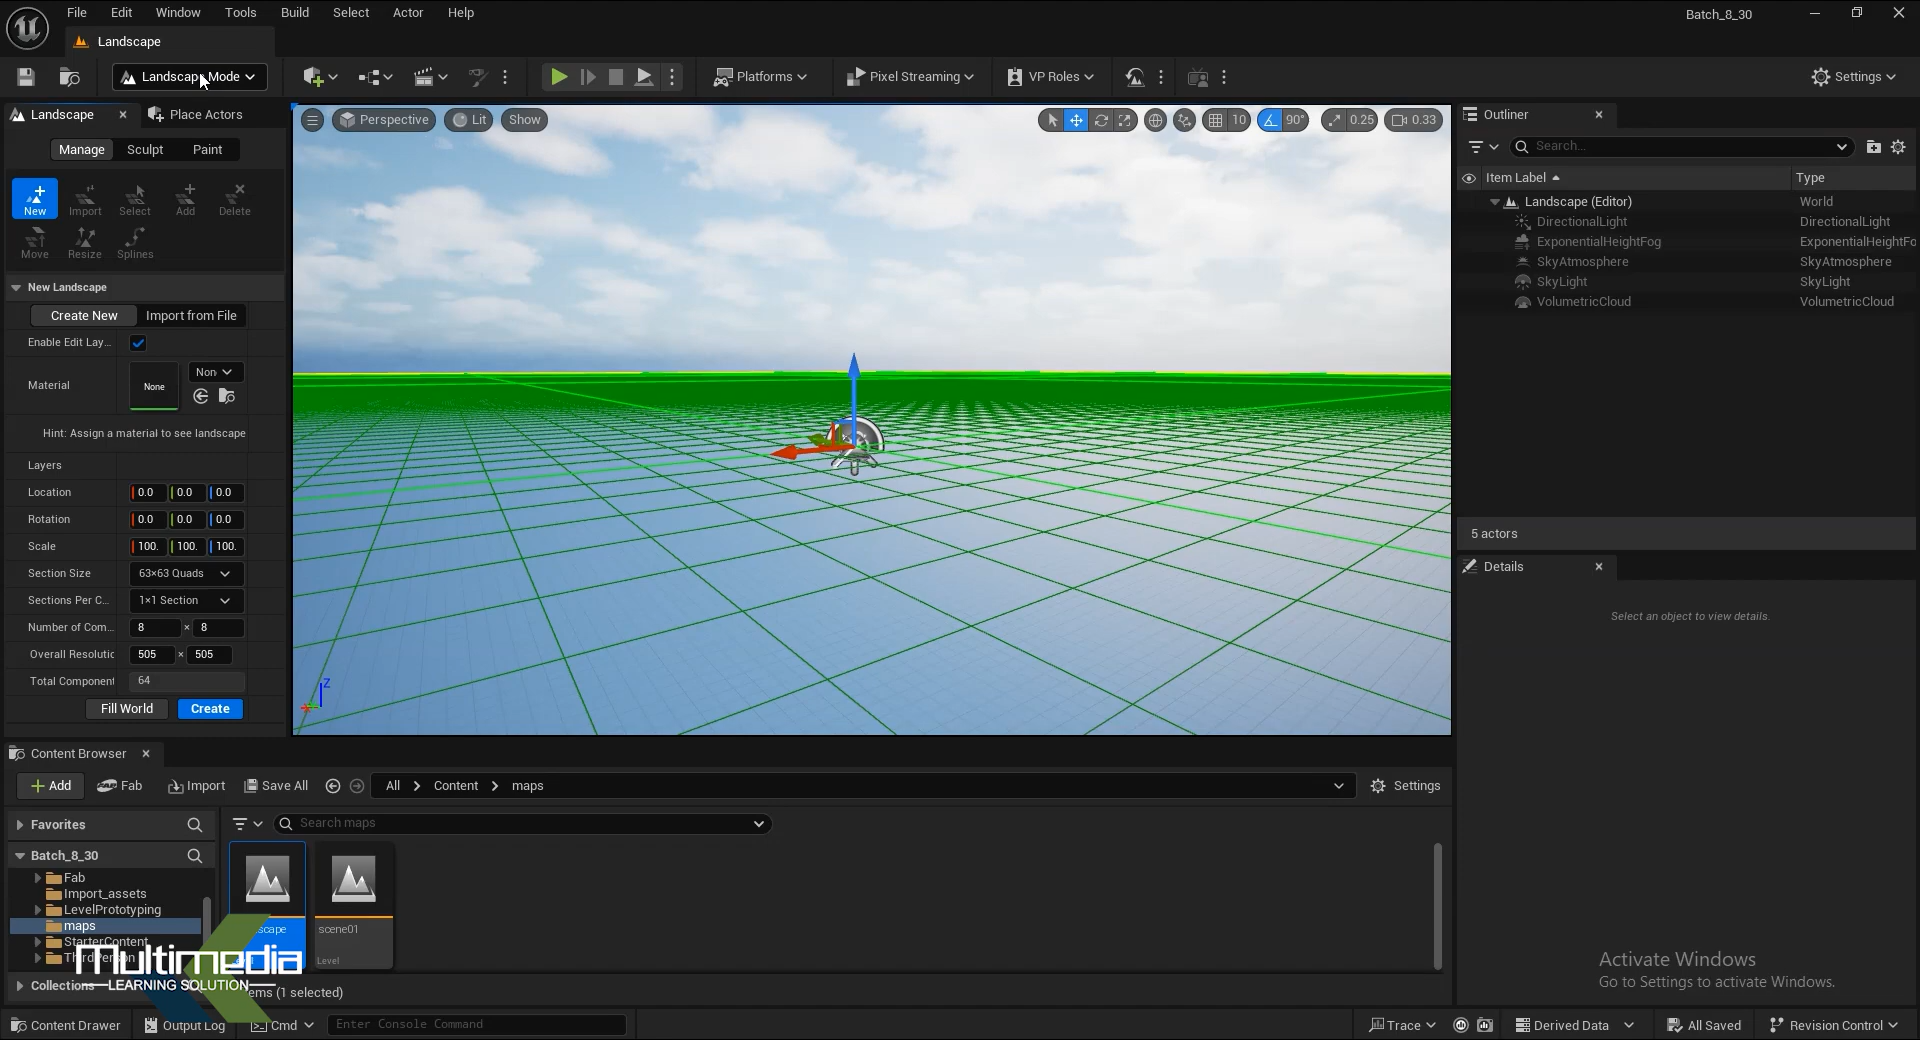 File Edit Window Tools Build Select Actor Help
Batch_8_30
Landscape
Landscape Mode
Platforms
Pixel Streaming
VP Roles
Settings
Landscape
Place Actors
Manage Sculpt Paint
New Import Select Add Delete
Move Resize Splines
New Landscape
Create New Import from File
Enable Edit Lay...
Material
None
Hint: Assign a material to see landscape
Layers
Location 0.0 0.0 0.0
Rotation 0.0 0.0 0.0
Scale 100. 100. 100.
Section Size 63×63 Quads
Sections Per C... 1×1 Section
Number of Com... 8 × 8
Overall Resolutic 505 × 505
Total Component 64
Fill World Create
Perspective Lit Show
10 90° 0.25 0.33
Z
Outliner
Search...
Item Label Type
Landscape (Editor) World
DirectionalLight DirectionalLight
ExponentialHeightFog ExponentialHeightFo
SkyAtmosphere SkyAtmosphere
SkyLight SkyLight
VolumetricCloud VolumetricCloud
5 actors
Details
Select an object to view details.
Content Browser
Add Fab Import Save All
All > Content > maps
Settings
Favorites
Search maps
Batch_8_30
Fab
Import_assets
LevelPrototyping
maps
StarterContent
scape
scene01
Level
Collections
ems (1 selected)
Multimedia
LEARNING SOLUTION
Activate Windows
Go to Settings to activate Windows.
Content Drawer
Output Log
Cmd
Enter Console Command
Trace
Derived Data
All Saved
Revision Control